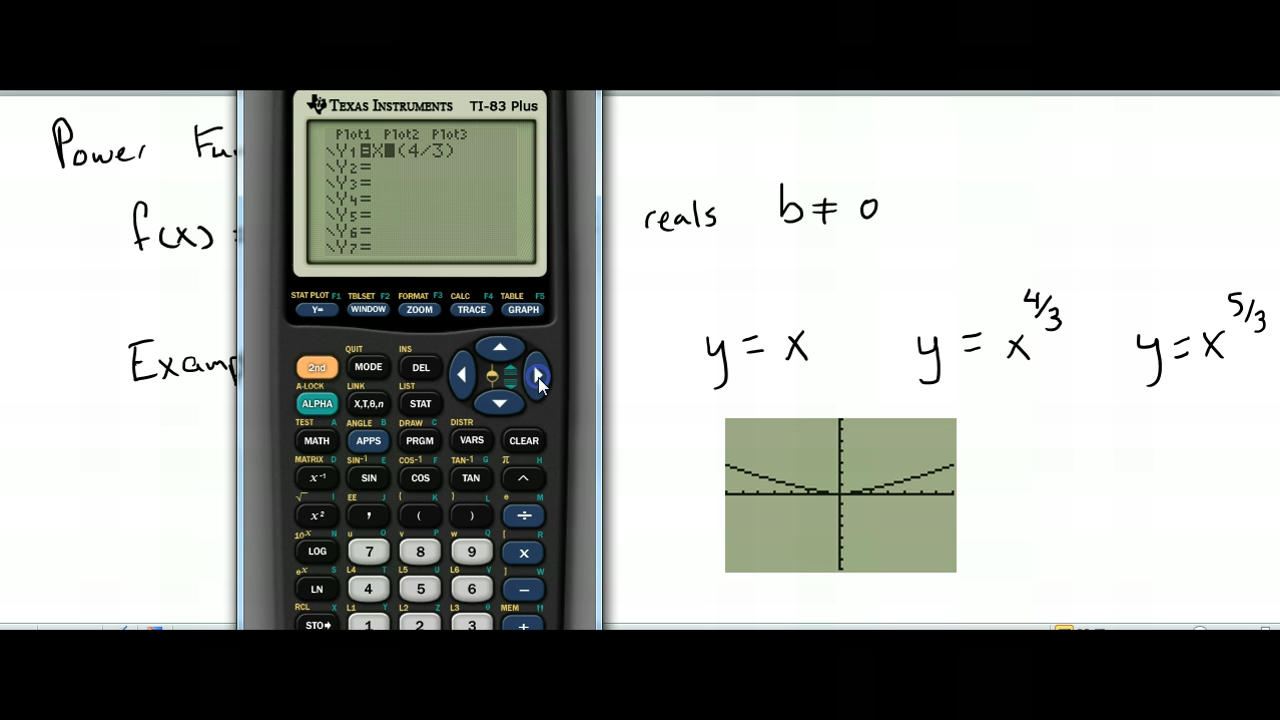 Power Fu
f(x) =
reals b ≠ 0
Examp
y = x y = x^4/3 y = x^5/3
TEXAS INSTRUMENTS TI-83 Plus
Plot1 Plot2 Plot3
\Y1=X■(4/3)
\Y2=
\Y3=
\Y4=
\Y5=
\Y6=
\Y7=
STAT PLOT F1 TBLSET F2 FORMAT F3 CALC F4 TABLE F5
Y= WINDOW ZOOM TRACE GRAPH
QUIT INS
2nd MODE DEL
A-LOCK LINK LIST
ALPHA X,T,θ,n STAT
TEST A ANGLE B DRAW C DISTR
MATH APPS PRGM VARS CLEAR
MATRIX D SIN⁻¹ E COS⁻¹ F TAN⁻¹ G π H
x⁻¹ SIN COS TAN ^
√ I EE J { K } L e M
x² , ( ) ÷
10ˣ N u O v P w Q [ R
LOG 7 8 9 x
eˣ S L4 T L5 U L6 V ] W
LN 4 5 6 −
RCL X L1 Y L2 Z L3 θ MEM "
STO➔ 1 2 3 +